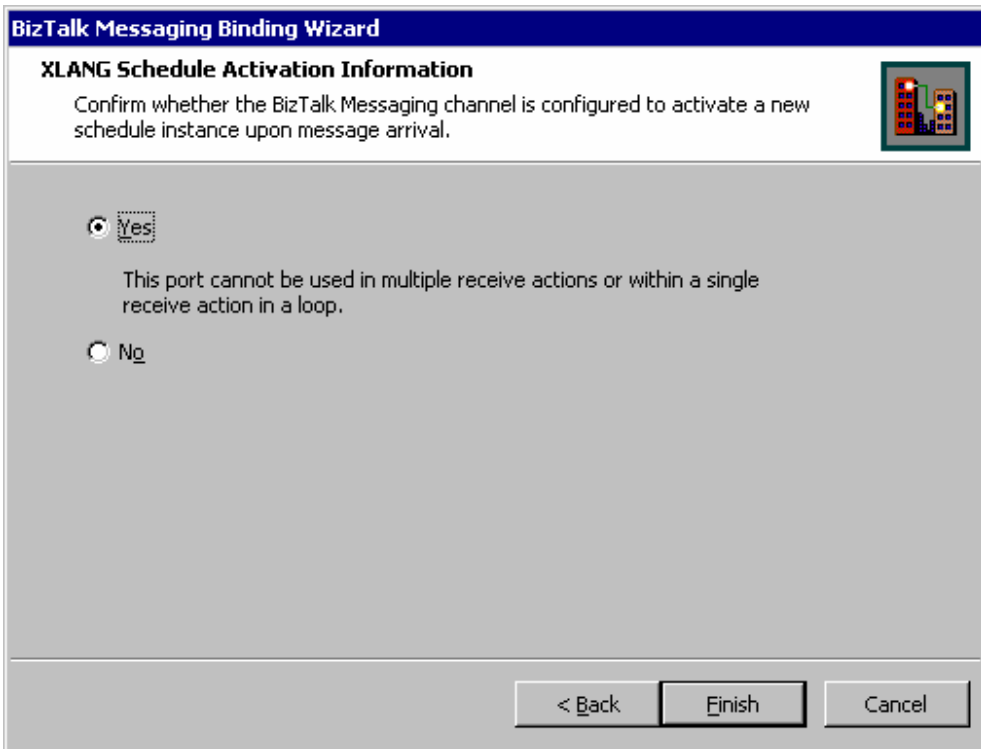 BizTalk Messaging Binding Wizard
XLANG Schedule Activation Information
Confirm whether the BizTalk Messaging channel is configured to activate a new
schedule instance upon message arrival.
Yes
This port cannot be used in multiple receive actions or within a single
receive action in a loop.
No
< Back
Finish
Cancel